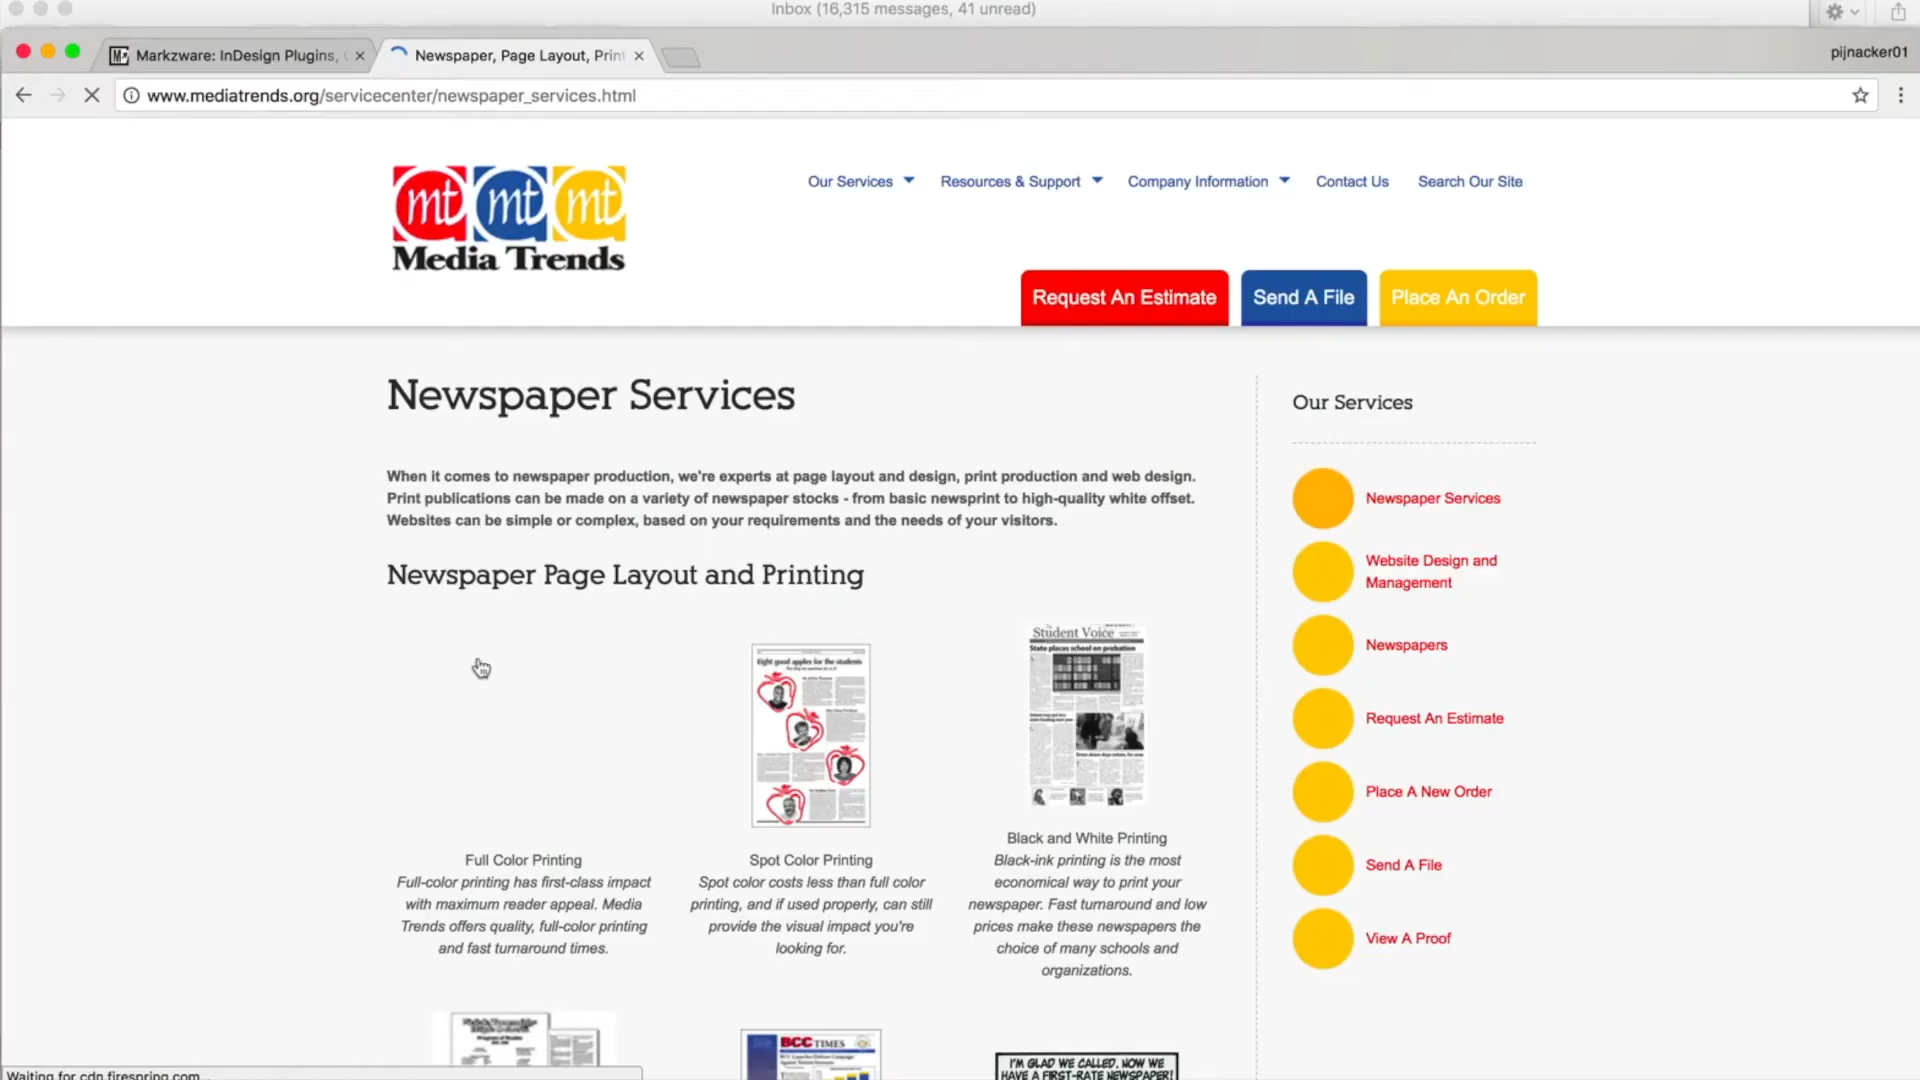 Inbox (16,315 messages, 41 unread)
Markzware: InDesign Plugins,
Newspaper, Page Layout, Print
pijnacker01
www.mediatrends.org/servicecenter/newspaper_services.html
mt mt mt
Media Trends
Our Services
Resources & Support
Company Information
Contact Us
Search Our Site
Request An Estimate
Send A File
Place An Order
Newspaper Services
When it comes to newspaper production, we're experts at page layout and design, print production and web design.
Print publications can be made on a variety of newspaper stocks - from basic newsprint to high-quality white offset.
Websites can be simple or complex, based on your requirements and the needs of your visitors.
Newspaper Page Layout and Printing
Eight good apples for the students
Student Voice
State places school on probation
Full Color Printing
Full-color printing has first-class impact
with maximum reader appeal. Media
Trends offers quality, full-color printing
and fast turnaround times.
Spot Color Printing
Spot color costs less than full color
printing, and if used properly, can still
provide the visual impact you're
looking for.
Black and White Printing
Black-ink printing is the most
economical way to print your
newspaper. Fast turnaround and low
prices make these newspapers the
choice of many schools and
organizations.
BCC TIMES
I'M GLAD WE CALLED. NOW WE
HAVE A FIRST-RATE NEWSPAPER!
Our Services
Newspaper Services
Website Design and
Management
Newspapers
Request An Estimate
Place A New Order
Send A File
View A Proof
Waiting for cdn.firespring.com...